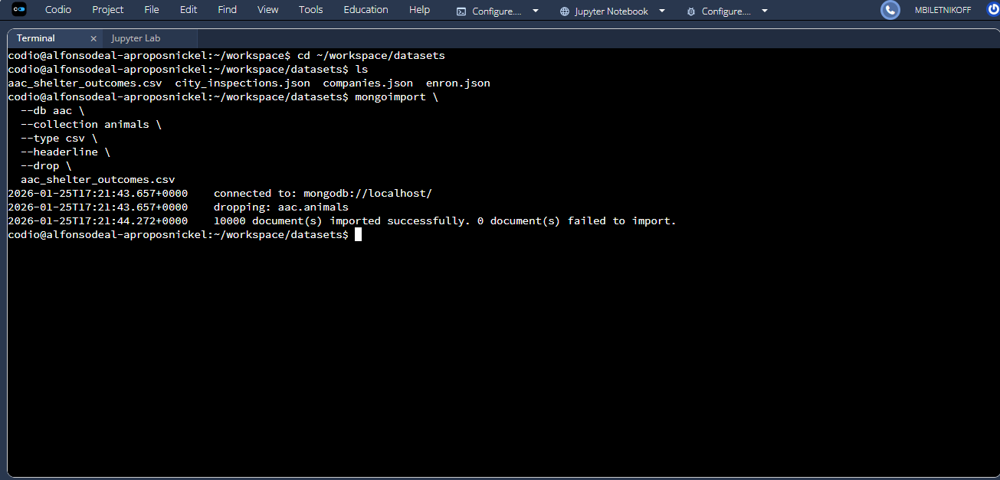 Codio Project File Edit Find View Tools Education Help Configure.... Jupyter Notebook Configure.... MBILETNIKOFF
Terminal × Jupyter Lab
codio@alfonsodeal-aproposnickel:~/workspace$ cd ~/workspace/datasets
codio@alfonsodeal-aproposnickel:~/workspace/datasets$ ls
aac_shelter_outcomes.csv  city_inspections.json  companies.json  enron.json
codio@alfonsodeal-aproposnickel:~/workspace/datasets$ mongoimport \
  --db aac \
  --collection animals \
  --type csv \
  --headerline \
  --drop \
  aac_shelter_outcomes.csv
2026-01-25T17:21:43.657+0000    connected to: mongodb://localhost/
2026-01-25T17:21:43.657+0000    dropping: aac.animals
2026-01-25T17:21:44.272+0000    10000 document(s) imported successfully. 0 document(s) failed to import.
codio@alfonsodeal-aproposnickel:~/workspace/datasets$